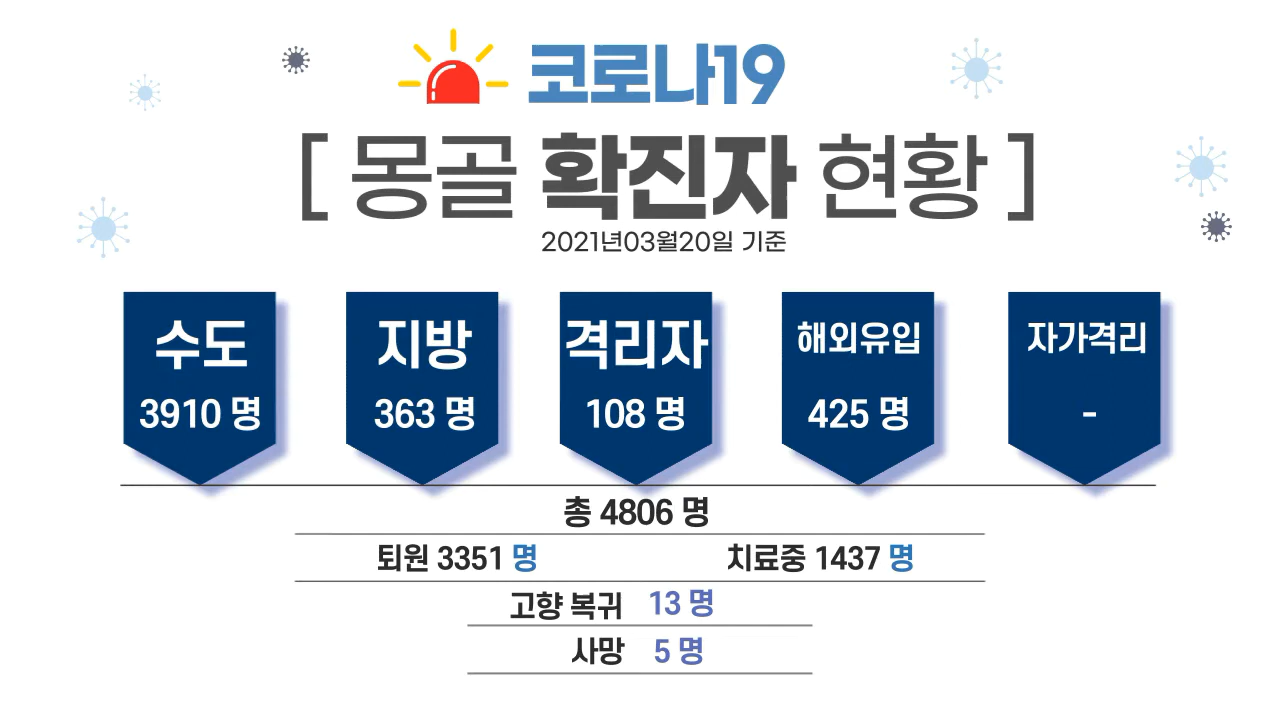 코로나19
[ 몽골 확진자 현황 ]
2021년03월20일 기준
수도
3910 명
지방
363 명
격리자
108 명
해외유입
425 명
자가격리
-
총 4806 명
퇴원 3351 명
치료중 1437 명
고향 복귀 13 명
사망 5 명